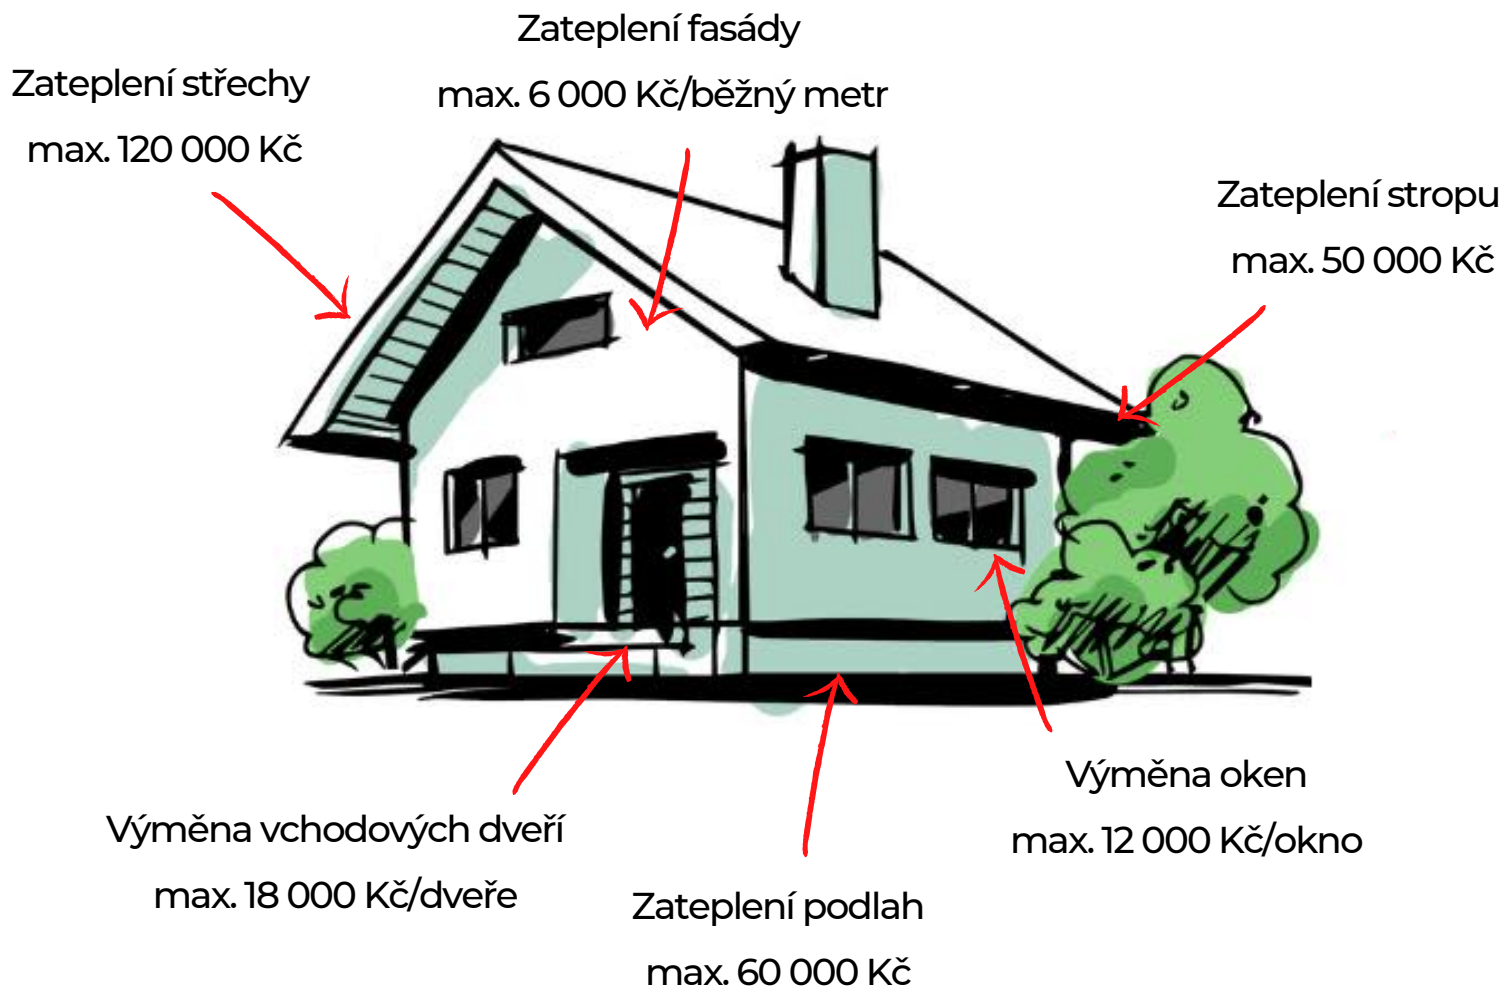 Zateplení fasády
max. 6 000 Kč/běžný metr
Zateplení střechy
max. 120 000 Kč
Zateplení stropu
max. 50 000 Kč
Výměna oken
max. 12 000 Kč/okno
Výměna vchodových dveří
max. 18 000 Kč/dveře
Zateplení podlah
max. 60 000 Kč